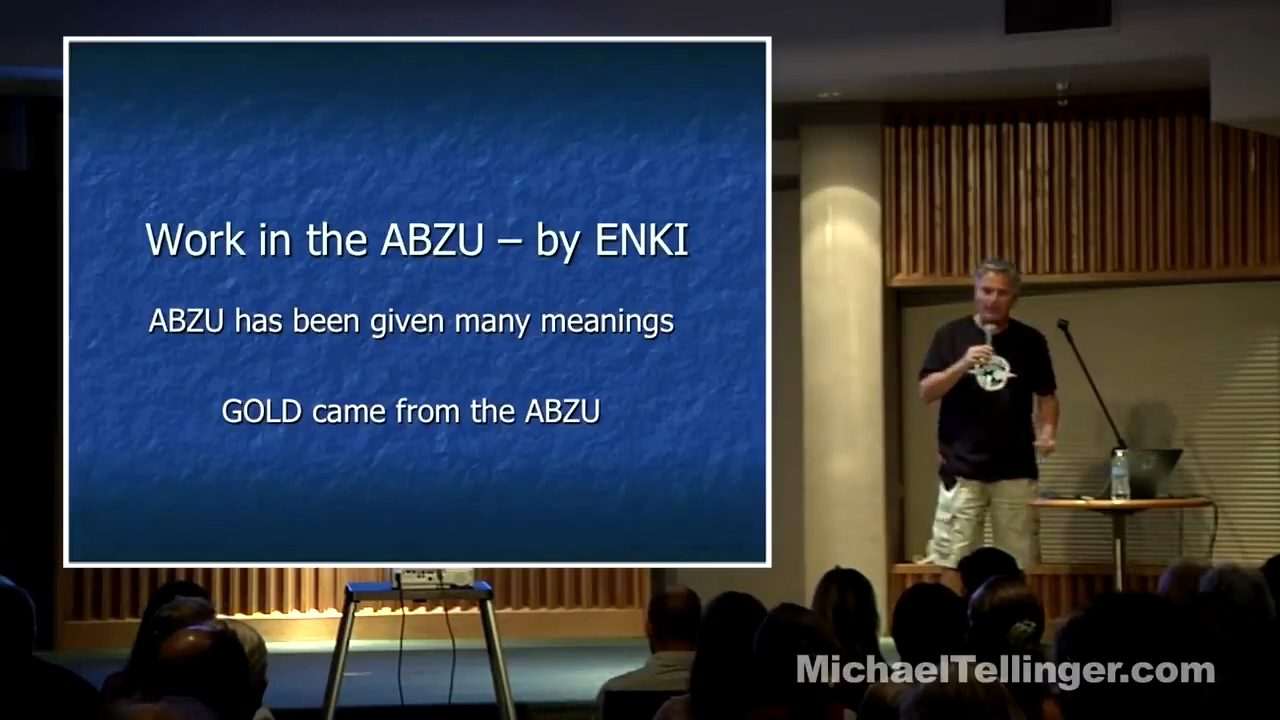 Work in the ABZU – by ENKI
ABZU has been given many meanings
GOLD came from the ABZU
MichaelTellinger.com